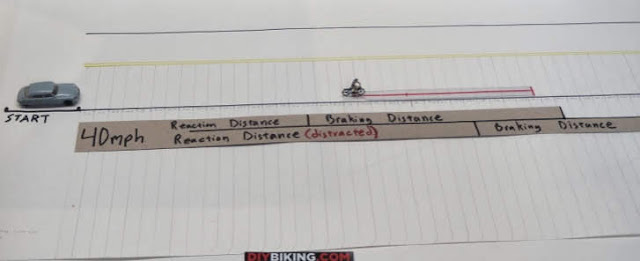 START
40mph
Reaction Distance | Braking Distance
Reaction Distance (distracted) | Braking Distance
DIYBIKING.COM